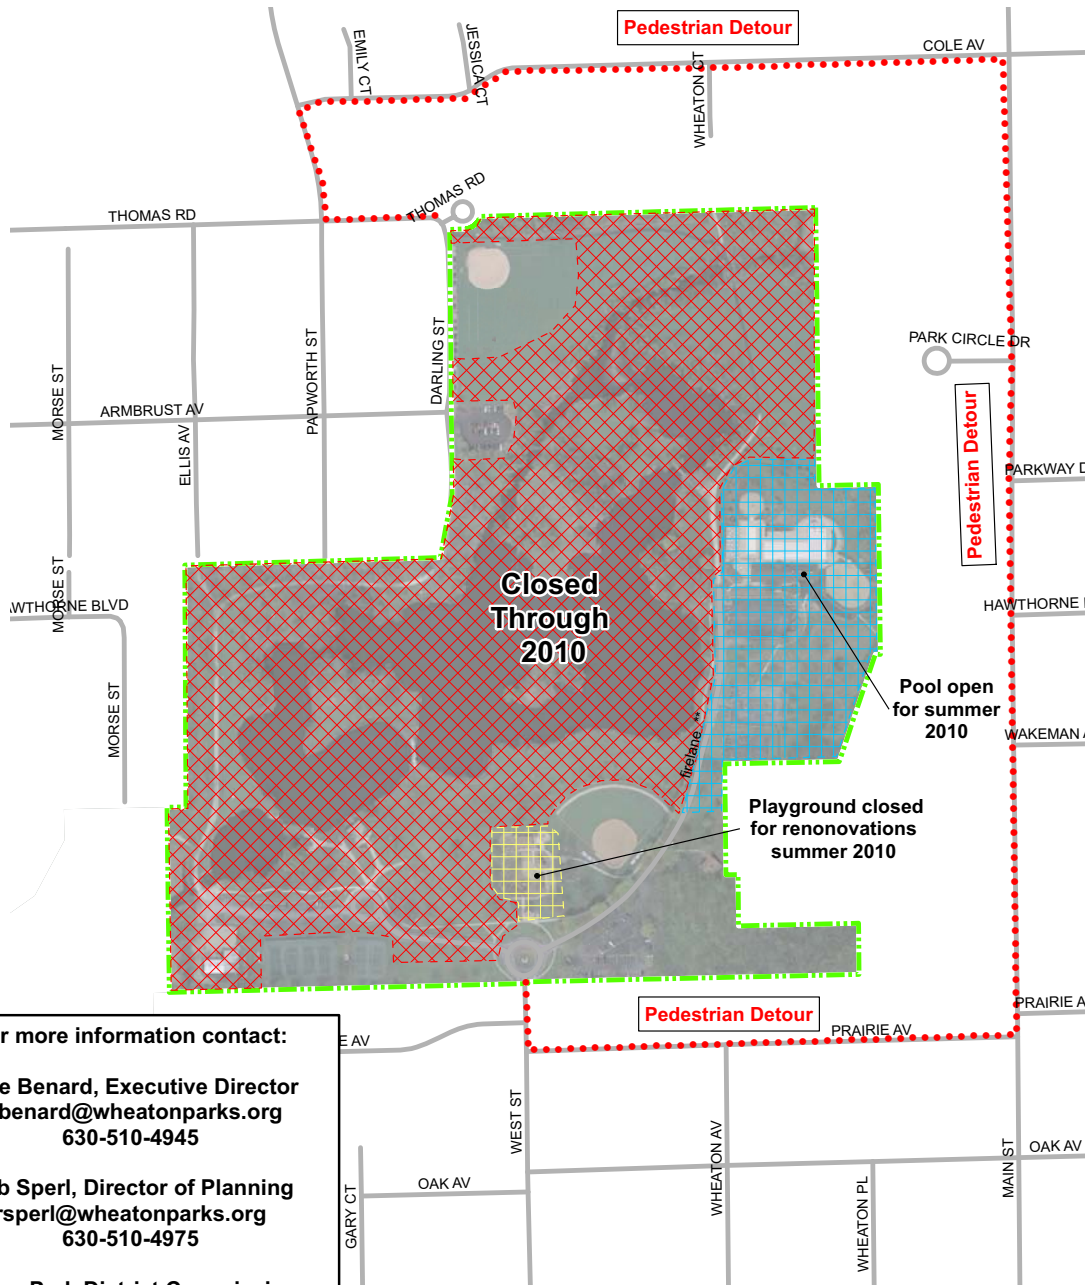 Pedestrian Detour
COLE AV
EMILY CT
JESSICA CT
WHEATON CT
THOMAS RD
THOMAS RD
PARK CIRCLE DR
MORSE ST
ELLIS AV
PAPWORTH ST
DARLING ST
ARMBRUST AV
Pedestrian Detour
PARKWAY D
MORSE ST
AWTHORNE BLVD
HAWTHORNE
MORSE ST
Closed
Through
2010
Pool open
for summer
2010
WAKEMAN A
firelane **
Playground closed
for renonovations
summer 2010
Pedestrian Detour
PRAIRIE AV
PRAIRIE A
E AV
r more information contact:
e Benard, Executive Director
benard@wheatonparks.org
630-510-4945
b Sperl, Director of Planning
rsperl@wheatonparks.org
630-510-4975
WEST ST
WHEATON AV
MAIN ST
OAK AV
OAK AV
GARY CT
WHEATON PL